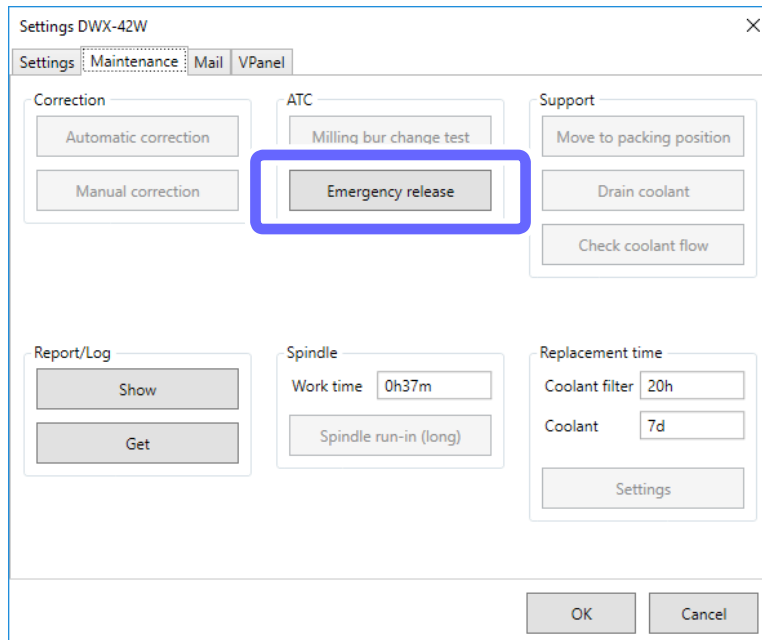 Settings DWX-42W
Settings Maintenance Mail VPanel
Correction
Automatic correction
Manual correction
ATC
Milling bur change test
Emergency release
Support
Move to packing position
Drain coolant
Check coolant flow
Report/Log
Show
Get
Spindle
Work time 0h37m
Spindle run-in (long)
Replacement time
Coolant filter 20h
Coolant 7d
Settings
OK Cancel